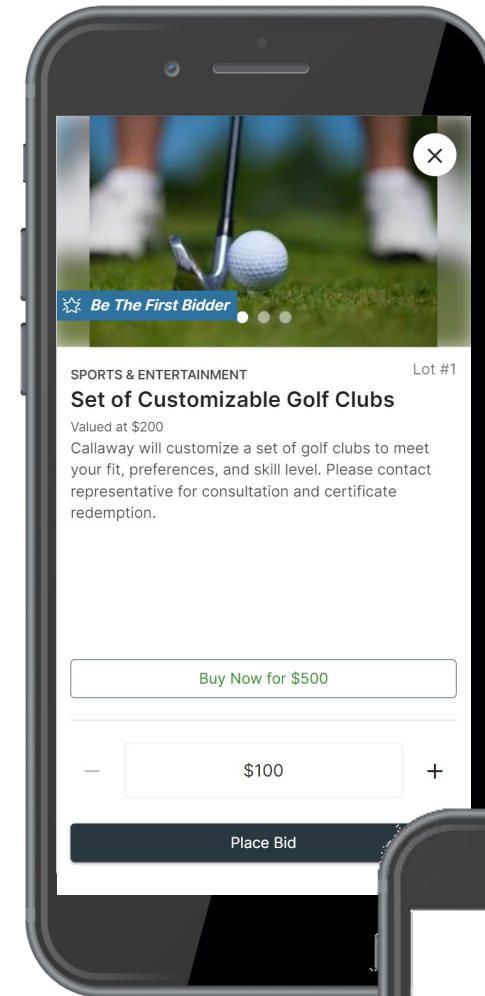 Be The First Bidder
SPORTS & ENTERTAINMENT
Lot #1
Set of Customizable Golf Clubs
Valued at $200
Callaway will customize a set of golf clubs to meet
your fit, preferences, and skill level. Please contact
representative for consultation and certificate
redemption.
Buy Now for $500
$100
Place Bid